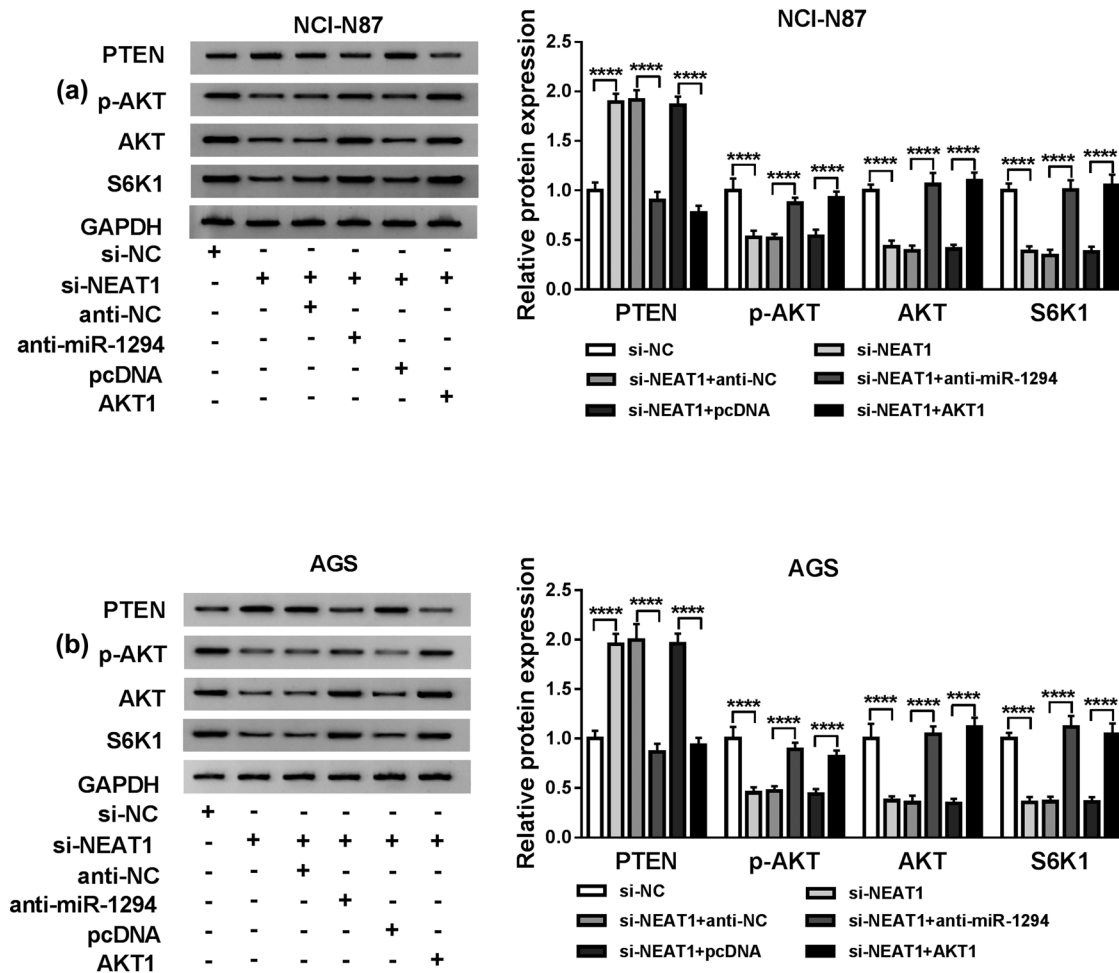 NCI-N87
(a)
PTEN
p-AKT
AKT
S6K1
GAPDH
si-NC + - - - - -
si-NEAT1 - + + + + +
anti-NC - - + - - -
anti-miR-1294 - - - + - -
pcDNA - - - - + -
AKT1 - - - - - +
NCI-N87
Relative protein expression
2.5
2.0
1.5
1.0
0.5
0.0
**** **** ****
**** **** ****
**** **** ****
**** **** ****
PTEN p-AKT AKT S6K1
si-NC si-NEAT1
si-NEAT1+anti-NC si-NEAT1+anti-miR-1294
si-NEAT1+pcDNA si-NEAT1+AKT1
AGS
(b)
PTEN
p-AKT
AKT
S6K1
GAPDH
si-NC + - - - - -
si-NEAT1 - + + + + +
anti-NC - - + - - -
anti-miR-1294 - - - + - -
pcDNA - - - - + -
AKT1 - - - - - +
AGS
Relative protein expression
2.5
2.0
1.5
1.0
0.5
0.0
**** **** ****
**** **** ****
**** **** ****
**** **** ****
PTEN p-AKT AKT S6K1
si-NC si-NEAT1
si-NEAT1+anti-NC si-NEAT1+anti-miR-1294
si-NEAT1+pcDNA si-NEAT1+AKT1